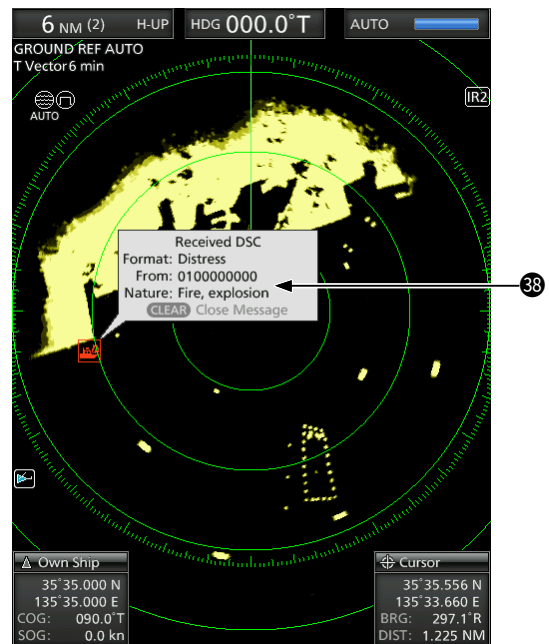 6 NM (2) H-UP HDG 000.0°T AUTO
GROUND REF AUTO
T Vector6 min
AUTO
IR2
Received DSC
Format: Distress
From: 0100000000
Nature: Fire, explosion
CLEAR Close Message
38
Own Ship
35°35.000 N
135°35.000 E
COG: 090.0°T
SOG: 0.0 kn
Cursor
35°35.556 N
135°33.660 E
BRG: 297.1°R
DIST: 1.225 NM